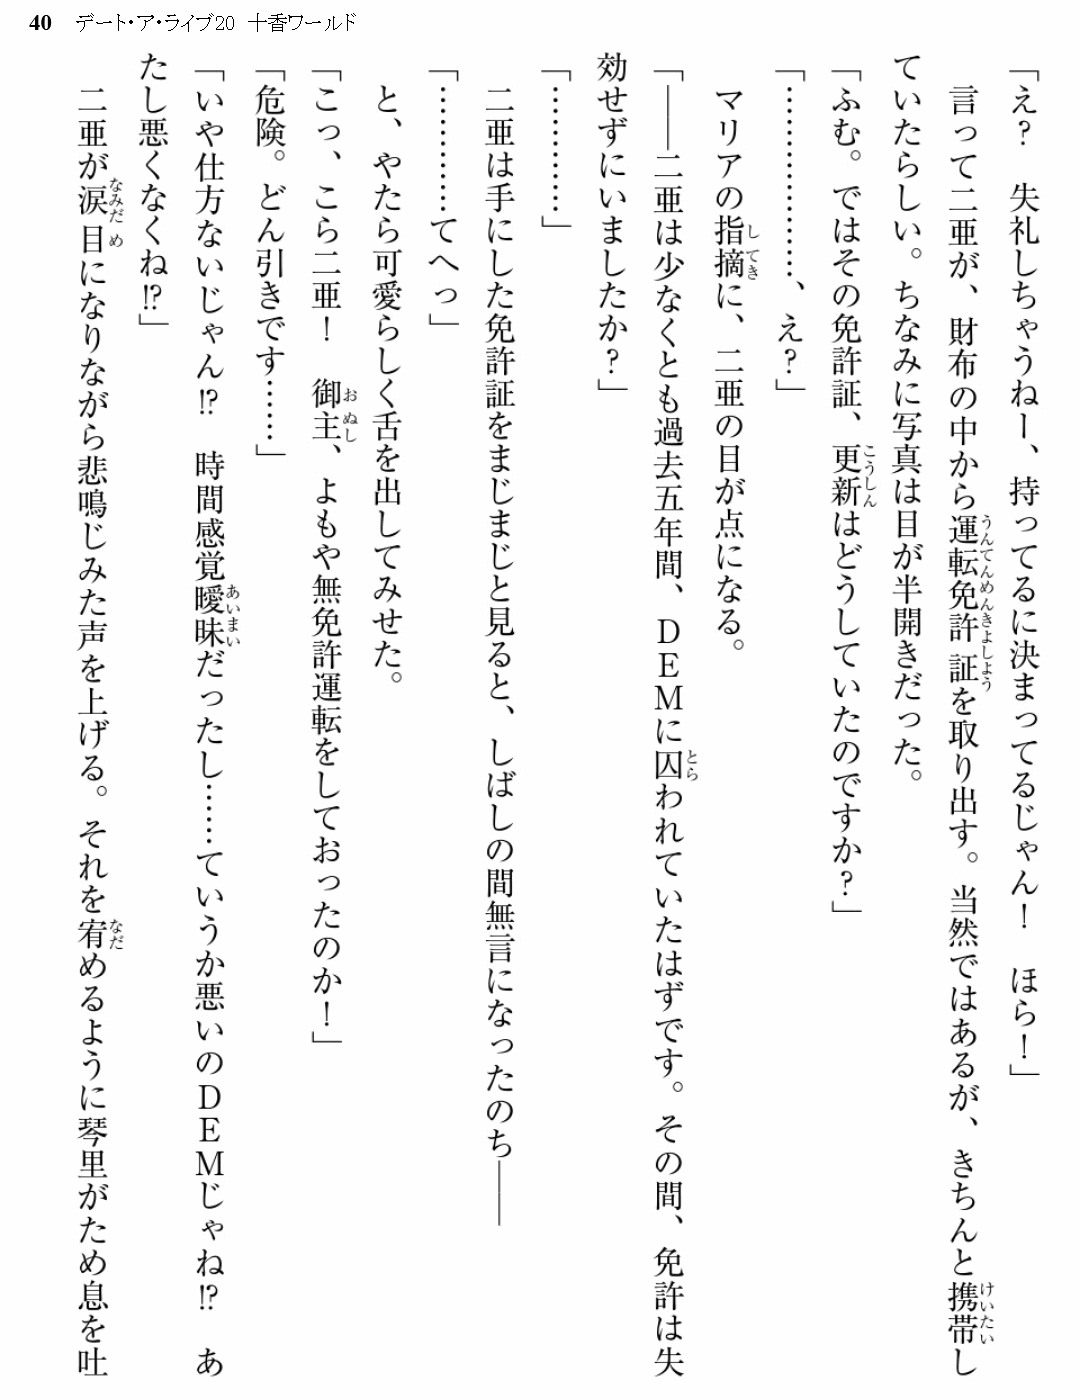 40 デート・ア・ライブ20 十香ワールド
「え?　失礼しちゃうねー、持ってるに決まってるじゃん！　ほら！」
　言って二亜が、財布の中から運転免許証を取り出す。当然ではあるが、きちんと携帯し
ていたらしい。ちなみに写真は目が半開きだった。
「ふむ。ではその免許証、更新はどうしていたのですか?」
「…………………、え?」
　マリアの指摘に、二亜の目が点になる。
「――二亜は少なくとも過去五年間、ＤＥＭに囚われていたはずです。その間、免許は失
効せずにいましたか?」
「…………」
　二亜は手にした免許証をまじまじと見ると、しばしの間無言になったのち――
「…………てへっ」
　と、やたら可愛らしく舌を出してみせた。
「こっ、こら二亜！　御主、よもや無免許運転をしておったのか！」
「危険。どん引きです……」
「いや仕方ないじゃん⁉　時間感覚曖昧だったし……ていうか悪いのＤＥＭじゃね⁉　あ
たし悪くなくね⁉」
　二亜が涙目になりながら悲鳴じみた声を上げる。それを宥めるように琴里がため息を吐